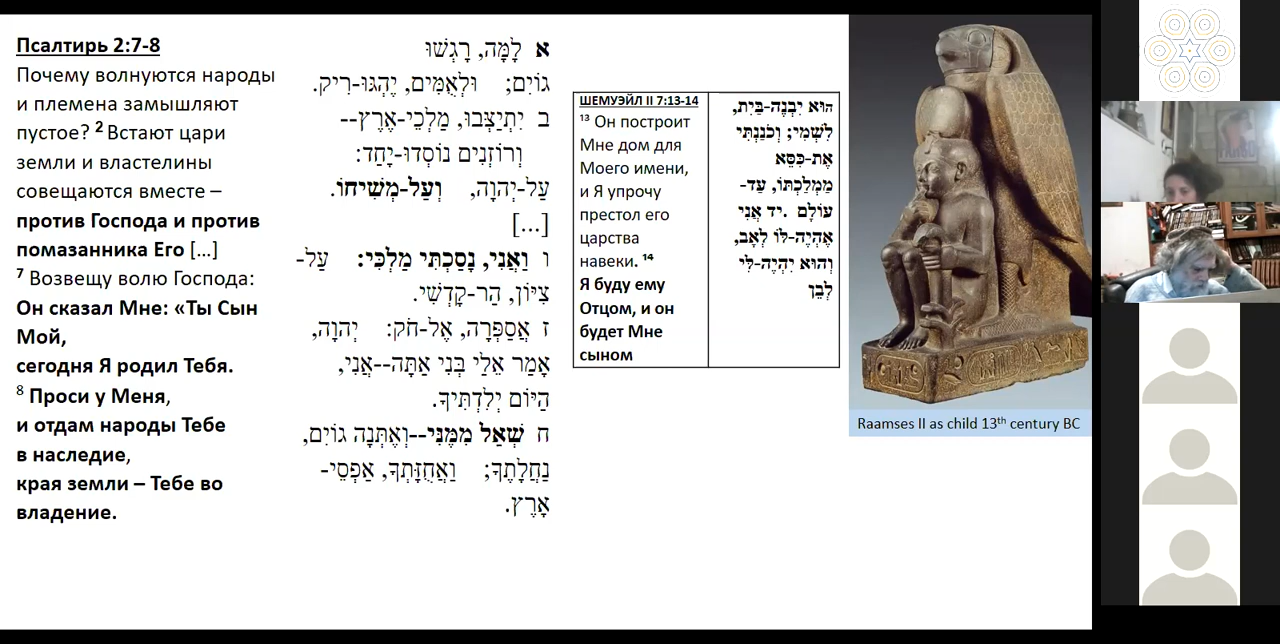 Псалтирь 2:7-8
Почему волнуются народы
и племена замышляют
пустое? ² Встают цари
земли и властелины
совещаются вместе –
против Господа и против
помазанника Его [...]
⁷ Возвещу волю Господа:
Он сказал Мне: «Ты Сын
Мой,
сегодня Я родил Тебя.
⁸ Проси у Меня,
и отдам народы Тебе
в наследие,
края земли – Тебе во
владение.
א לָמָּה, רָגְשׁוּ
גוֹיִם; וּלְאֻמִּים, יֶהְגּוּ-רִיק.
ב יִתְיַצְּבוּ, מַלְכֵי-אֶרֶץ--
וְרוֹזְנִים נוֹסְדוּ-יָחַד:
עַל-יְהוָה, וְעַל-מְשִׁיחוֹ.
[...]
ו וַאֲנִי, נָסַכְתִּי מַלְכִּי: עַל-
צִיּוֹן, הַר-קָדְשִׁי.
ז אֲסַפְּרָה, אֶל-חֹק: יְהוָה,
אָמַר אֵלַי בְּנִי אַתָּה--אֲנִי,
הַיּוֹם יְלִדְתִּיךָ.
ח שְׁאַל מִמֶּנִּי--וְאֶתְּנָה גוֹיִם,
נַחֲלָתֶךָ; וַאֲחֻזָּתְךָ, אַפְסֵי-
אָרֶץ.
ШЕМУЭЙЛ II 7:13-14
¹³ Он построит
Мне дом для
Моего имени,
и Я упрочу
престол его
царства
навеки. ¹⁴
Я буду ему
Отцом, и он
будет Мне
сыном
הוּא יִבְנֶה-בַּיִת,
לִשְׁמִי; וְכֹנַנְתִּי
אֶת-כִּסֵּא
מַמְלַכְתּוֹ, עַד-
עוֹלָם .יד אֲנִי
אֶהְיֶה-לּוֹ לְאָב,
וְהוּא יִהְיֶה-לִּי
לְבֵן
Raamses II as child 13th century BC